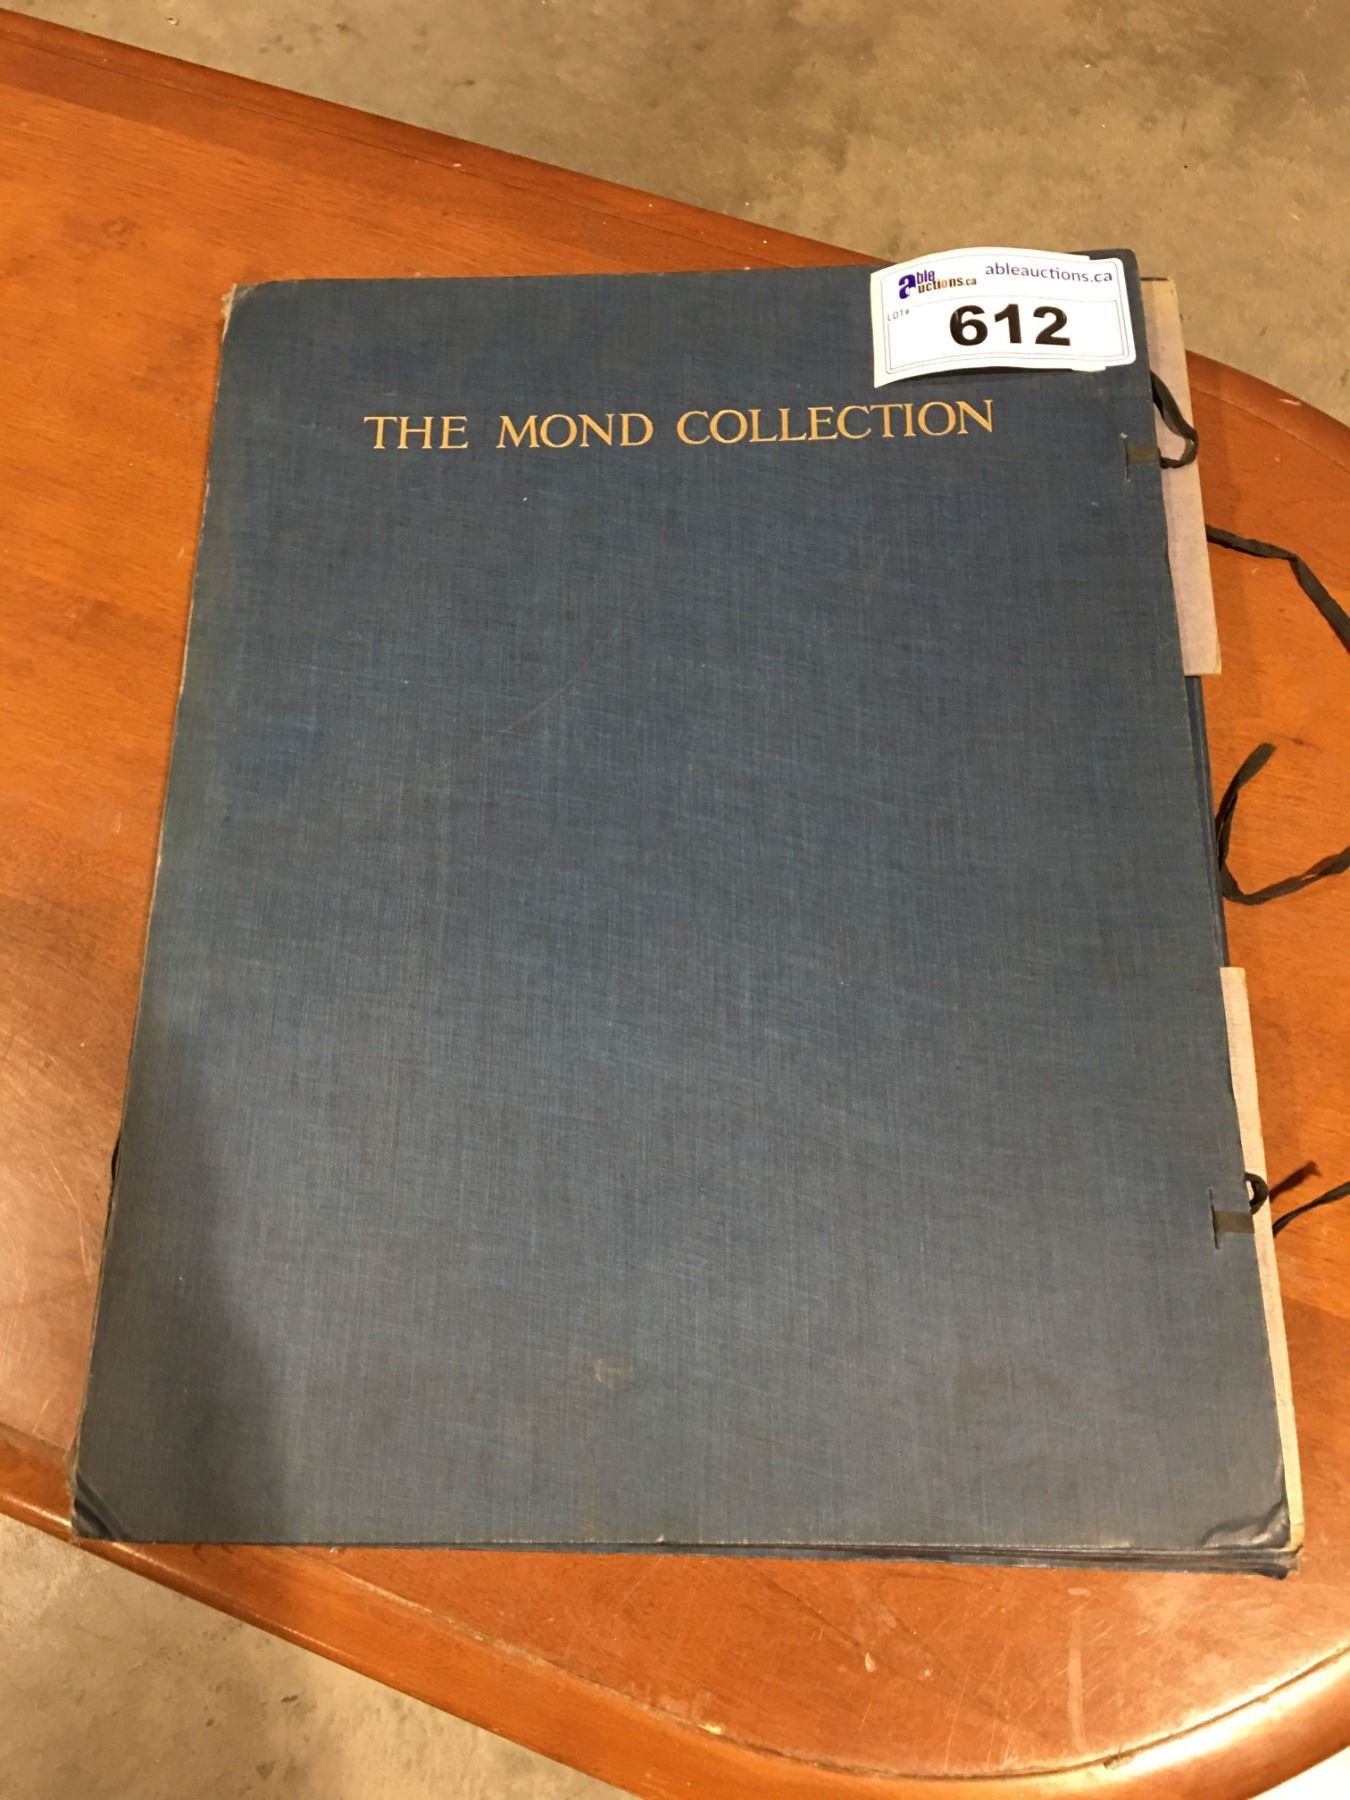 able auctions.ca
ableauctions.ca
LOT#
612
THE MOND COLLECTION